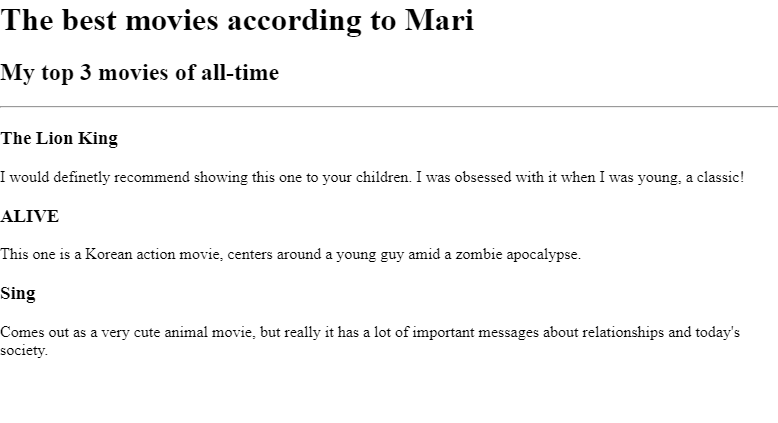 The best movies according to Mari
My top 3 movies of all-time
The Lion King
I would definetly recommend showing this one to your children. I was obsessed with it when I was young, a classic!
ALIVE
This one is a Korean action movie, centers around a young guy amid a zombie apocalypse.
Sing
Comes out as a very cute animal movie, but really it has a lot of important messages about relationships and today's
society.